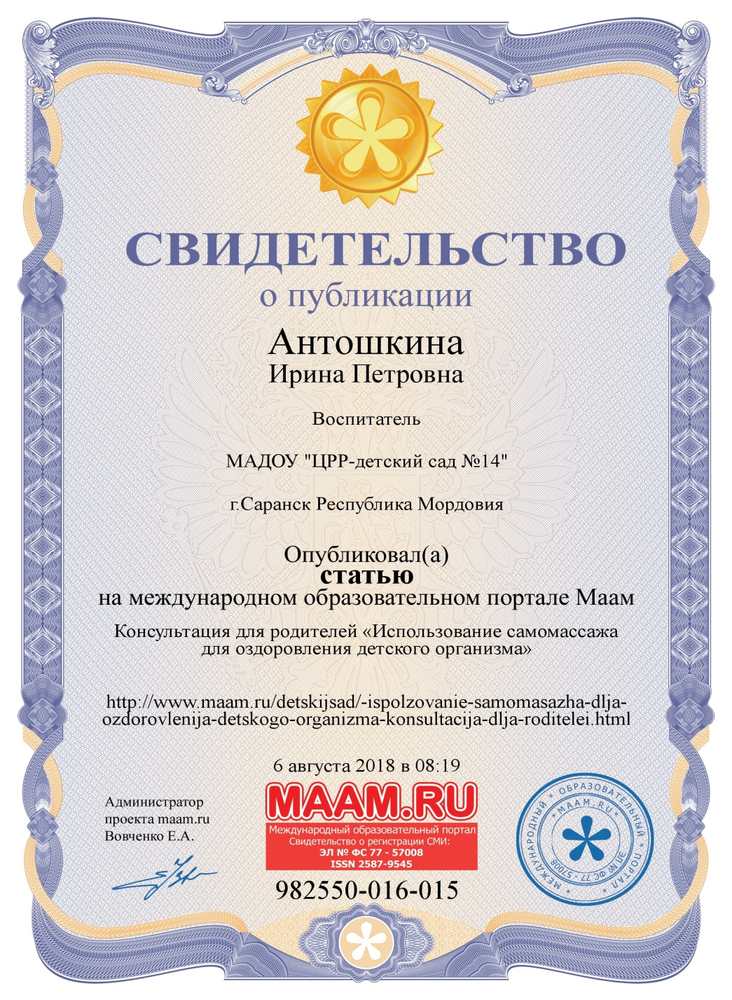 СВИДЕТЕЛЬСТВО
о публикации
Антошкина
Ирина Петровна
Воспитатель
МАДОУ "ЦРР-детский сад №14"
г.Саранск Республика Мордовия
Опубликовал(а)
статью
на международном образовательном портале Маам
Консультация для родителей «Использование самомассажа
для оздоровления детского организма»
http://www.maam.ru/detskijsad/-ispolzovanie-samomasazha-dlja-
ozdorovlenija-detskogo-organizma-konsultacija-dlja-roditelei.html
6 августа 2018 в 08:19
Администратор
проекта maam.ru
Вовченко Е.А.
MAAM.RU
Международный образовательный портал
Свидетельство о регистрации СМИ:
ЭЛ № ФС 77 - 57008
ISSN 2587-9545
982550-016-015
* МЕЖДУНАРОДНЫЙ * ОБРАЗОВАТЕЛЬНЫЙ * ПОРТАЛ *
* MAAM.RU *
ЭЛ № ФС 77 - 57008